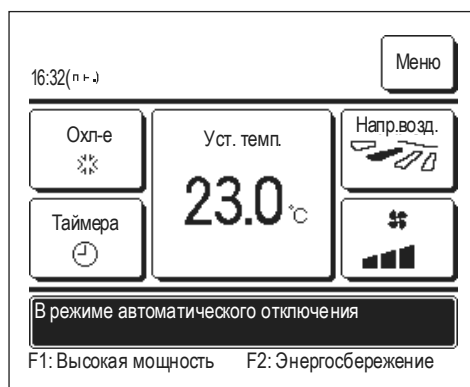 Меню
16:32(пн.)
Охл-е
Уст. темп.
Напр.возд.
23.0 °C
Таймера
В режиме автоматического отключения
F1: Высокая мощность F2: Энергосбережение